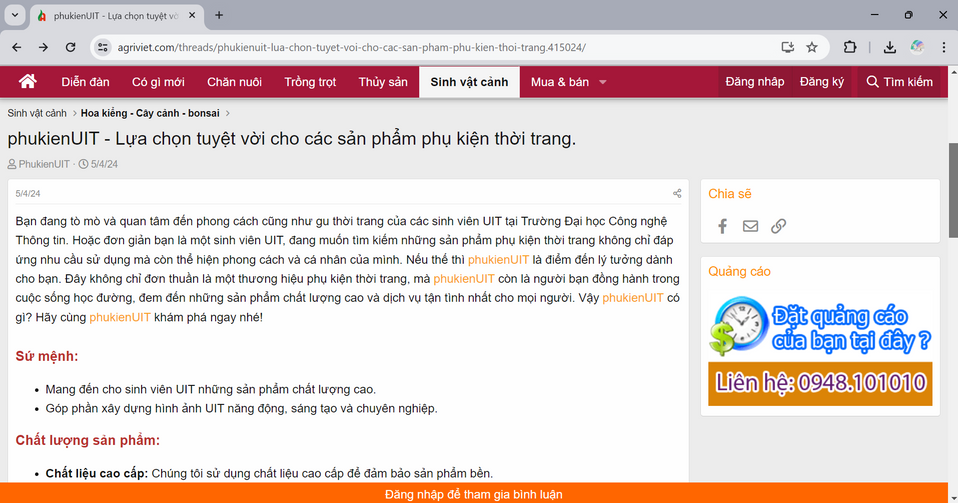 phukienUIT - Lựa chọn tuyệt vò
agriviet.com/threads/phukienuit-lua-chon-tuyet-voi-cho-cac-san-pham-phu-kien-thoi-trang.415024/
Diễn đàn Có gì mới Chăn nuôi Trồng trọt Thủy sản Sinh vật cảnh Mua & bán Đăng nhập Đăng ký Tìm kiếm
Sinh vật cảnh > Hoa kiểng - Cây cảnh - bonsai >
phukienUIT - Lựa chọn tuyệt vời cho các sản phẩm phụ kiện thời trang.
PhukienUIT · 5/4/24
5/4/24
Bạn đang tò mò và quan tâm đến phong cách cũng như gu thời trang của các sinh viên UIT tại Trường Đại học Công nghệ
Thông tin. Hoặc đơn giản bạn là một sinh viên UIT, đang muốn tìm kiếm những sản phẩm phụ kiện thời trang không chỉ đáp
ứng nhu cầu sử dụng mà còn thể hiện phong cách và cá nhân của mình. Nếu thế thì phukienUIT là điểm đến lý tưởng dành
cho bạn. Đây không chỉ đơn thuần là một thương hiệu phụ kiện thời trang, mà phukienUIT còn là người bạn đồng hành trong
cuộc sống học đường, đem đến những sản phẩm chất lượng cao và dịch vụ tận tình nhất cho mọi người. Vậy phukienUIT có
gì? Hãy cùng phukienUIT khám phá ngay nhé!
Sứ mệnh:
• Mang đến cho sinh viên UIT những sản phẩm chất lượng cao.
• Góp phần xây dựng hình ảnh UIT năng động, sáng tạo và chuyên nghiệp.
Chất lượng sản phẩm:
• Chất liệu cao cấp: Chúng tôi sử dụng chất liệu cao cấp để đảm bảo sản phẩm bền.
Chia sẻ
Quảng cáo
Đặt quảng cáo
của bạn tại đây ?
Liên hệ: 0948.101010
Đăng nhập để tham gia bình luận